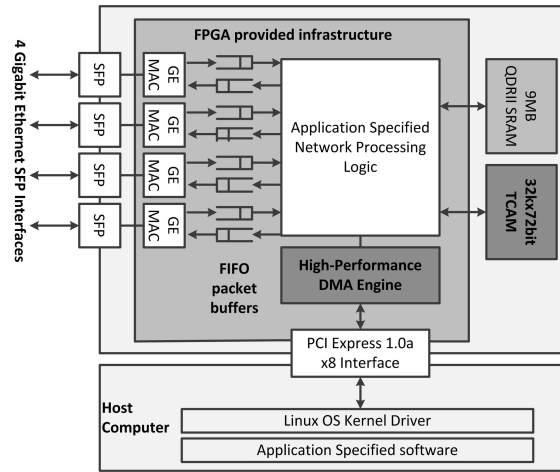 4 Gigabit Ethernet SFP Interfaces
FPGA provided infrastructure
SFP
GE
MAC
SFP
GE
MAC
SFP
GE
MAC
SFP
GE
MAC
FIFO
packet
buffers
Application Specified
Network Processing
Logic
High-Performance
DMA Engine
9MB
QDRII SRAM
32kx72bit
TCAM
PCI Express 1.0a
x8 Interface
Host
Computer
Linux OS Kernel Driver
Application Specified software